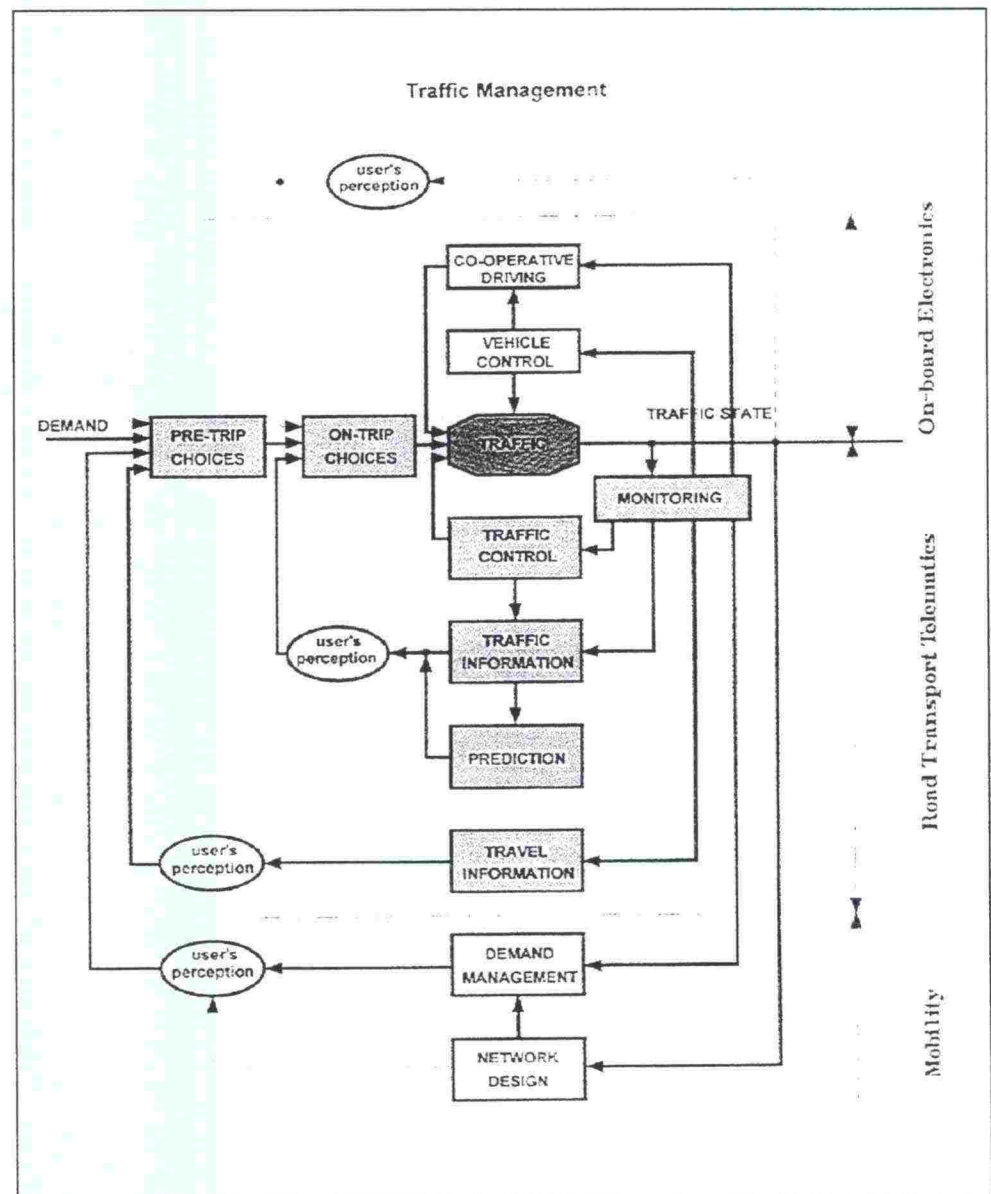 Traffic Management
user's
perception
On-board Electronics
CO-OPERATIVE
DRIVING
VEHICLE
CONTROL
DEMAND
TRAFFIC STATE
PRE-TRIP
CHOICES
ON-TRIP
CHOICES
TRAFFIC
MONITORING
TRAFFIC
CONTROL
Road Transport Telematics
user's
perception
TRAFFIC
INFORMATION
PREDICTION
user's
perception
TRAVEL
INFORMATION
user's
perception
DEMAND
MANAGEMENT
Mobility
NETWORK
DESIGN